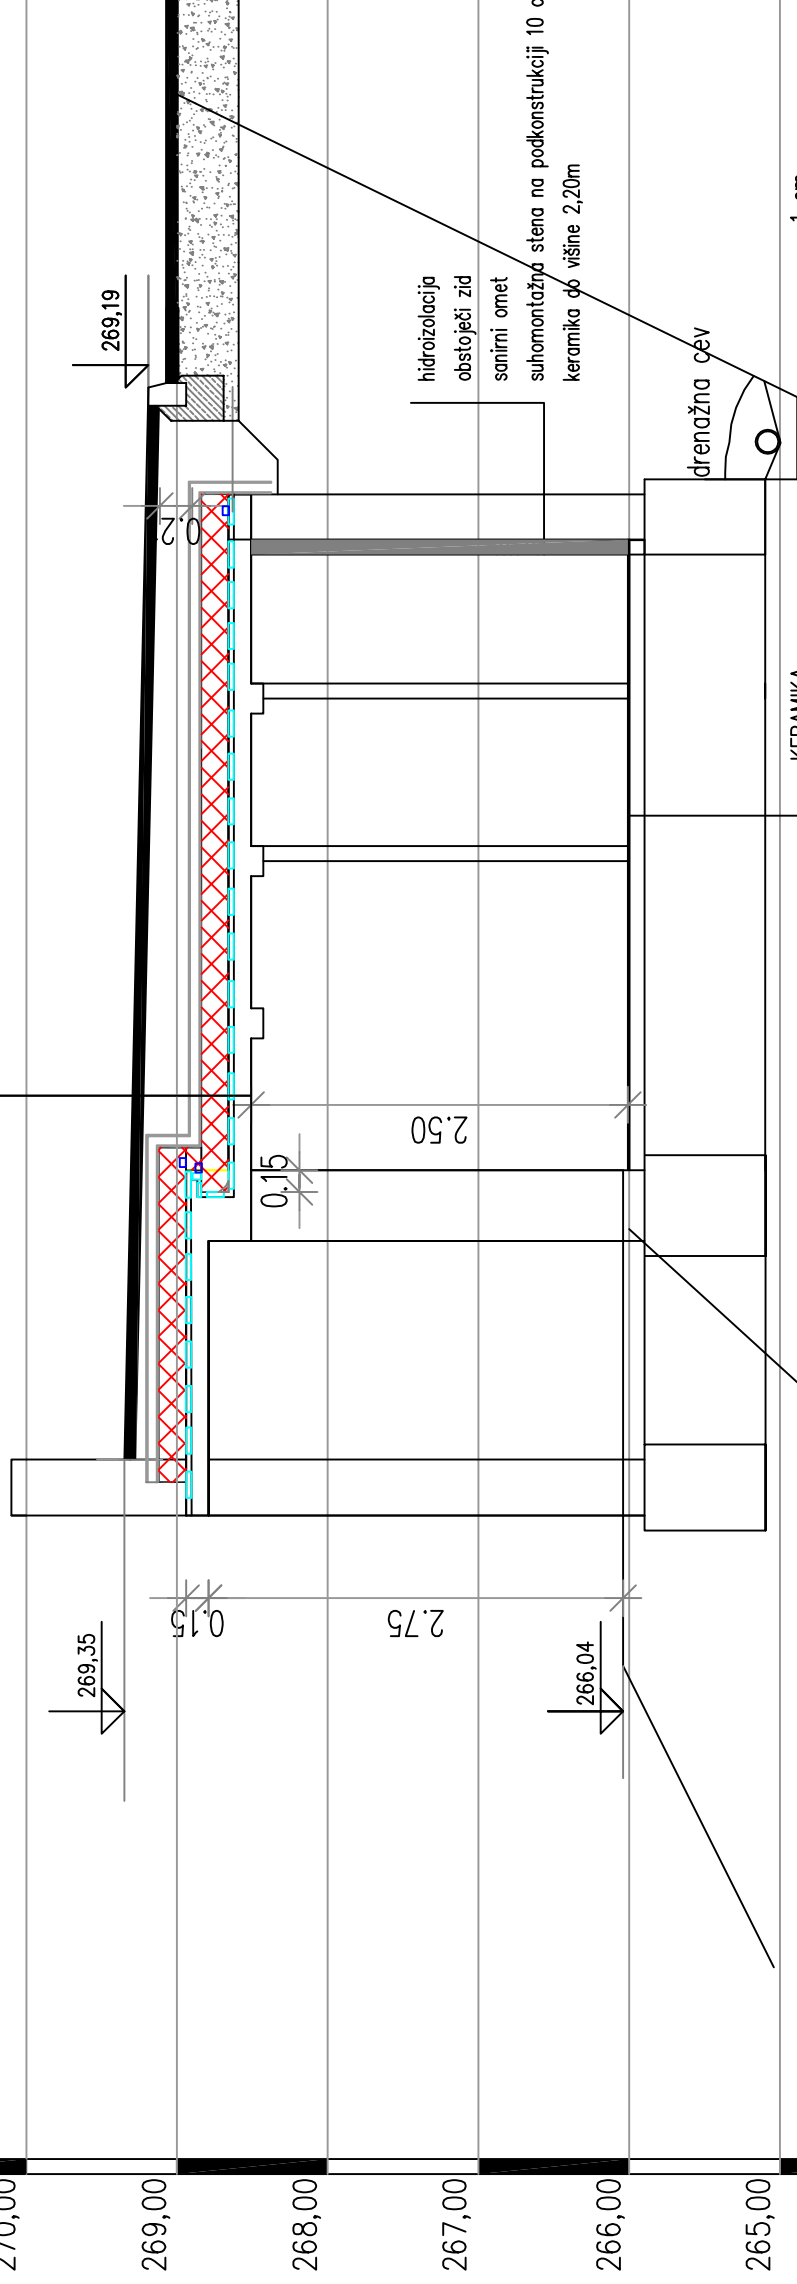 269,19
hidroizolacija
obstoječi zid
sanirni omet
suhomontažna stena na podkonstrukciji 10 c
keramika do višine 2,20m
drenažna cev
1 cm
KERAMIKA
0.2
2.50
0.15
0.15
2.75
269,35
266,04
270,00
269,00
268,00
267,00
266,00
265,00